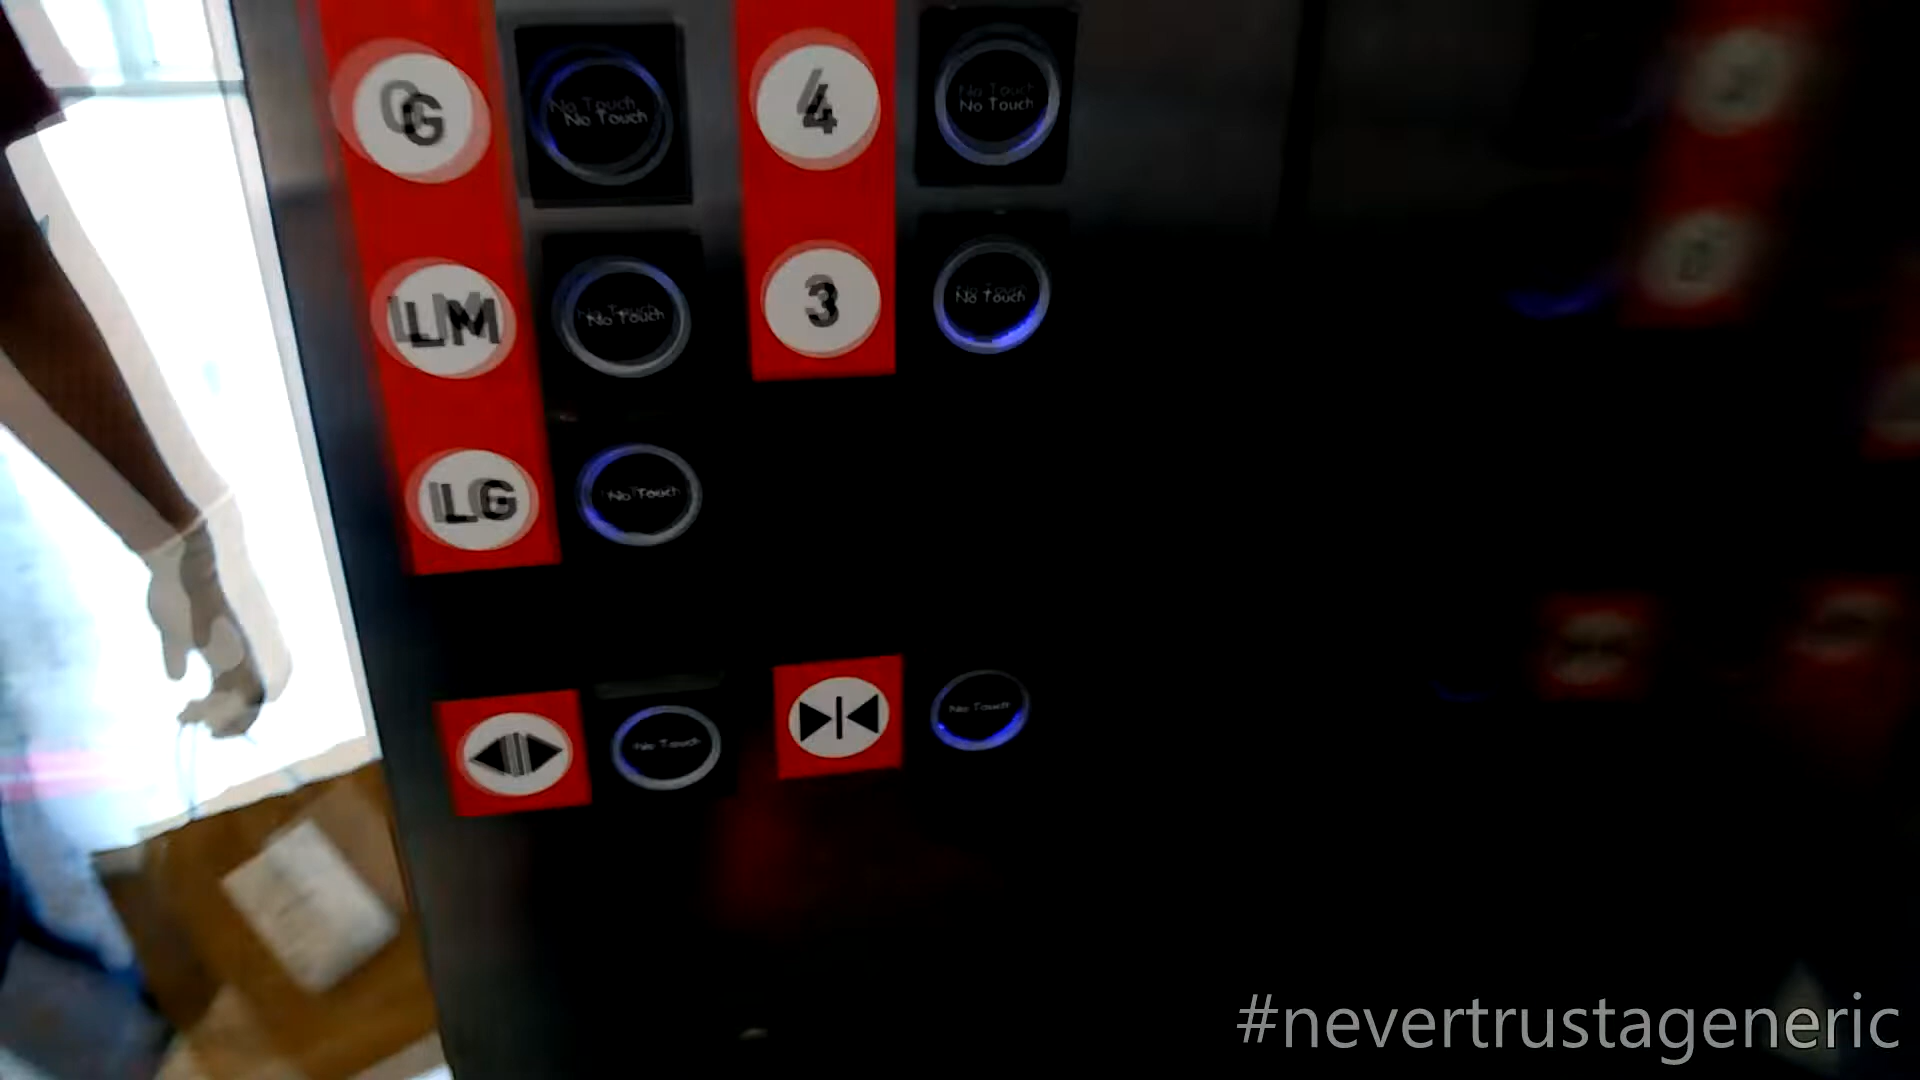 G No Touch 4 No Touch
LM No Touch 3 No Touch
LG No Touch
No Touch No Touch
#nevertrustageneric